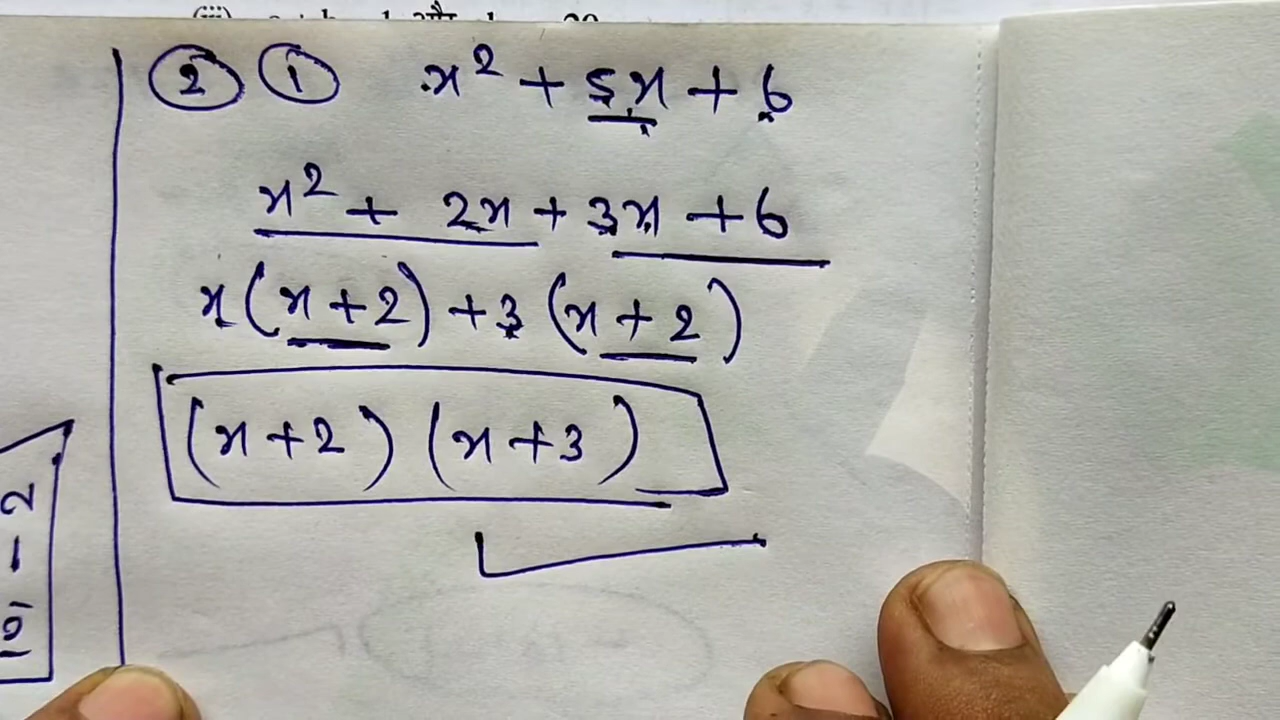 ② ① x² + 5x + 6
x² + 2x + 3x + 6
x(x+2) + 3(x+2)
(x+2)(x+3)